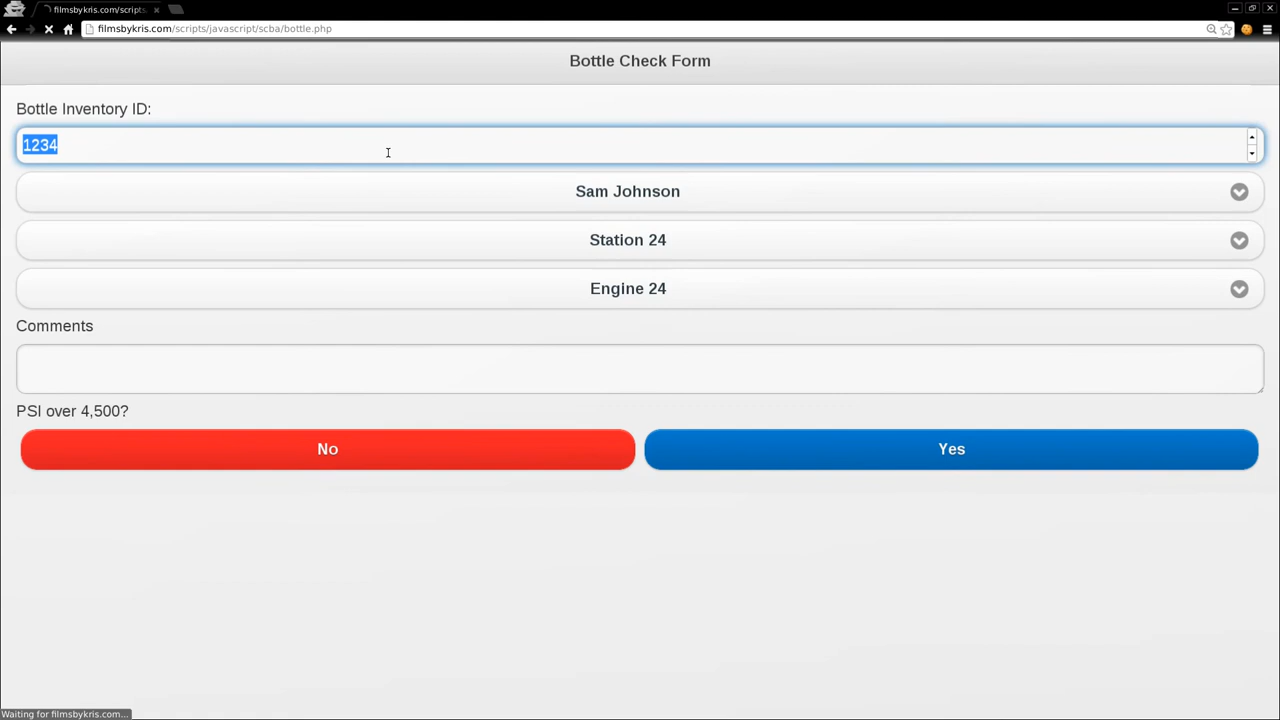 filmsbykris.com/scripts.
filmsbykris.com/scripts/javascript/scba/bottle.php
Bottle Check Form
Bottle Inventory ID:
1234
Sam Johnson
Station 24
Engine 24
Comments
PSI over 4,500?
No
Yes
Waiting for filmsbykris.com...